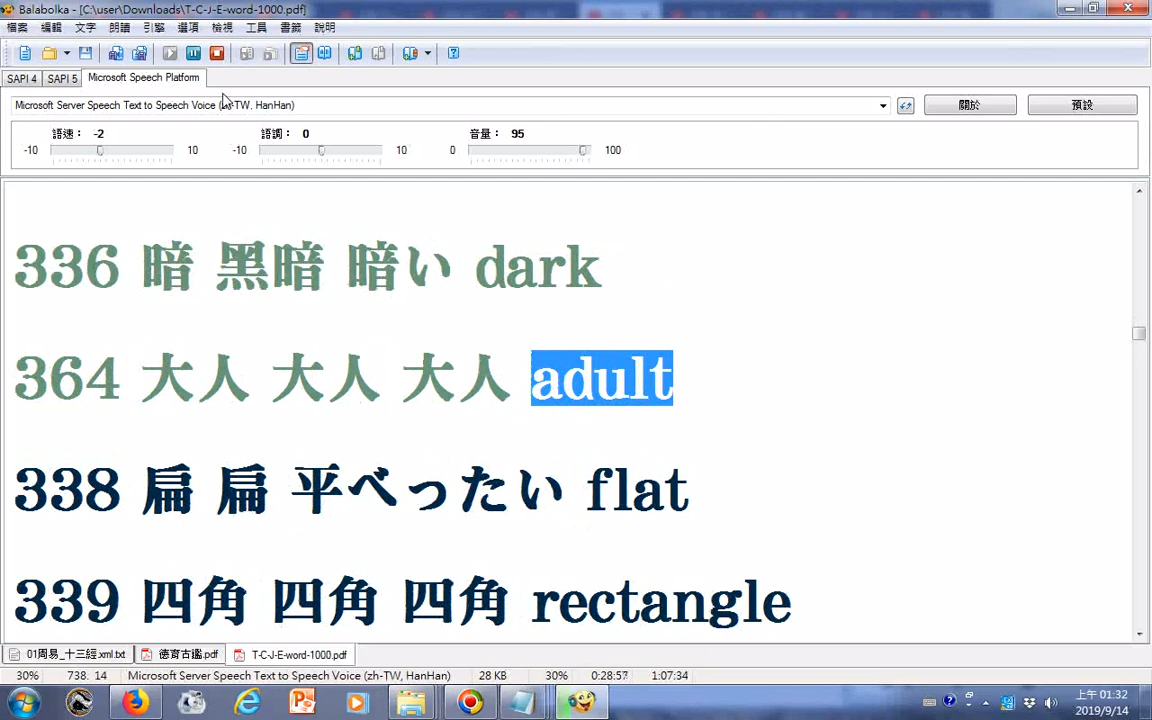 Balabolka - [C:\user\Downloads\T-C-J-E-word-1000.pdf]
檔案 編輯 文字 朗讀 引擎 選項 檢視 工具 書籤 說明
SAPI 4 SAPI 5 Microsoft Speech Platform
Microsoft Server Speech Text to Speech Voice (zh-TW, HanHan) 關於 預設
語速： -2 語調： 0 音量： 95
-10 10 -10 10 0 100
336 暗 黑暗 暗い dark
364 大人 大人 大人 adult
338 扁 扁 平べったい flat
339 四角 四角 四角 rectangle
01周易_十三經.xml.txt 德育古鑑.pdf T-C-J-E-word-1000.pdf
30% 738. 14 Microsoft Server Speech Text to Speech Voice (zh-TW, HanHan) 28 KB 30% 0:28:57 1:07:34
上午 01:32
2019/9/14